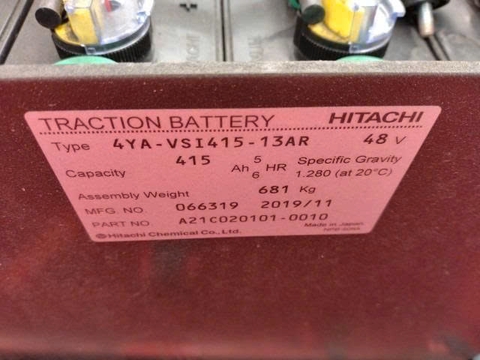 TRACTION BATTERY HITACHI
Type 4YA-VSI415-13AR 48 V
Capacity 415 Ah 5 6 HR Specific Gravity
1.280 (at 20°C)
Assembly Weight 681 Kg
MFG. NO. 066319 2019/11
PART NO A21C020101-0010
Hitachi Chemical Co., Ltd. Made in Japan